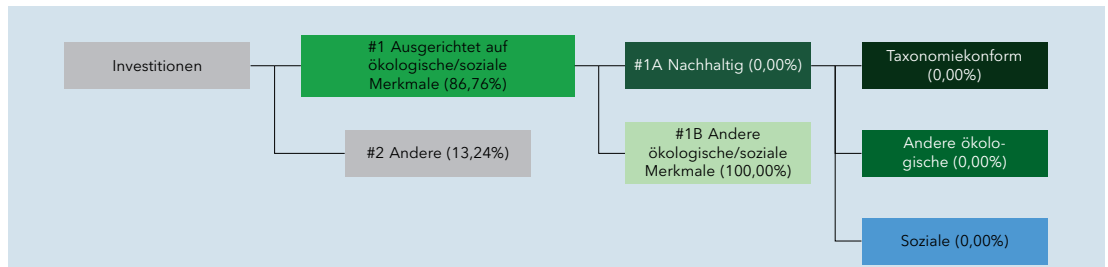 Investitionen
#1 Ausgerichtet auf
ökologische/soziale
Merkmale (86,76%)
#1A Nachhaltig (0,00%)
Taxonomiekonform
(0,00%)
#2 Andere (13,24%)
#1B Andere
ökologische/soziale
Merkmale (100,00%)
Andere ökolo-
gische (0,00%)
Soziale (0,00%)